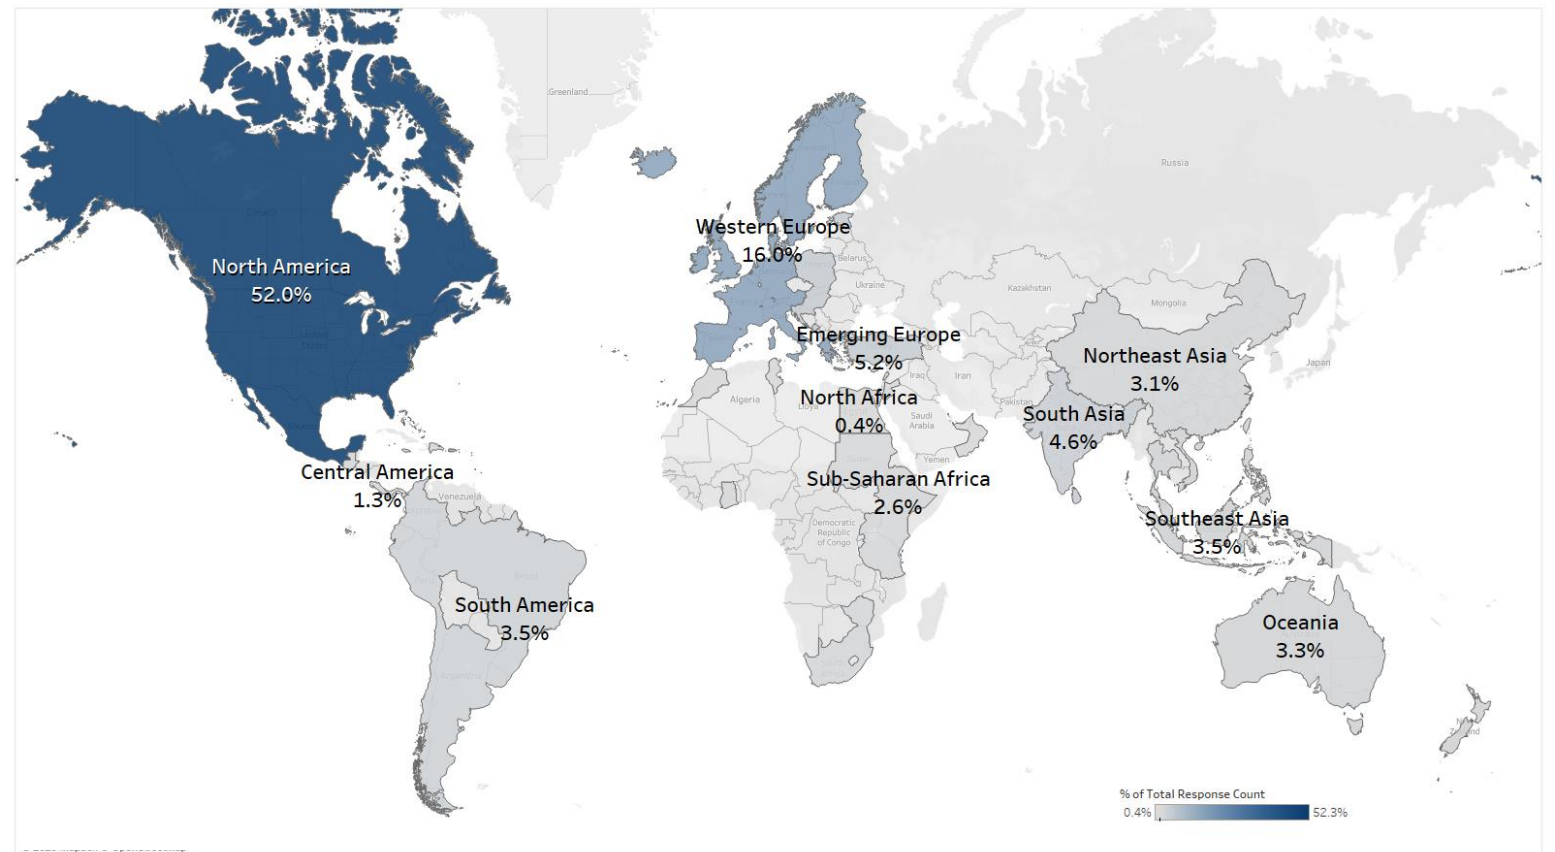 Greenland
Russia
Western Europe
16.0%
Belarus
Ukraine
Kazakhstan
Mongolia
North America
52.0%
Emerging Europe
5.2%
Northeast Asia
3.1%
Japan
Iraq
Iran
Algeria
Libya
North Africa
0.4%
Saudi
Arabia
Pakistan
South Asia
4.6%
Yemen
Central America
1.3%
Venezuela
Sub-Saharan Africa
2.6%
Democratic
Republic
of Congo
Southeast Asia
3.5%
Peru
Brazil
South America
3.5%
Oceania
3.3%
Argentina
% of Total Response Count
0.4%
52.3%